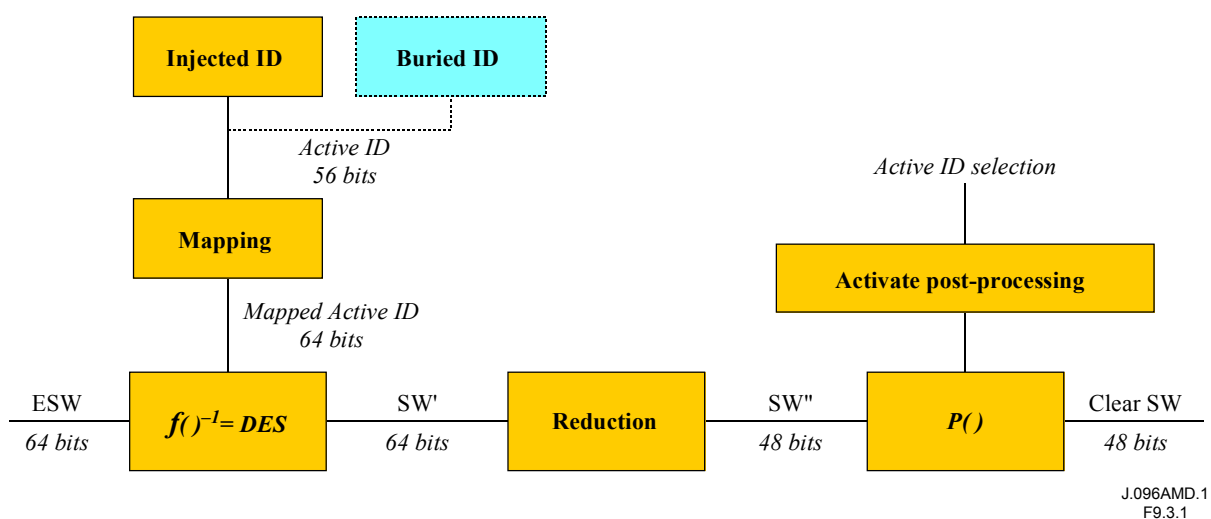 Injected ID
Buried ID
Active ID
56 bits
Active ID selection
Mapping
Activate post-processing
Mapped Active ID
64 bits
ESW
64 bits
f( )⁻¹= DES
SW'
64 bits
Reduction
SW"
48 bits
P( )
Clear SW
48 bits
J.096AMD.1
F9.3.1